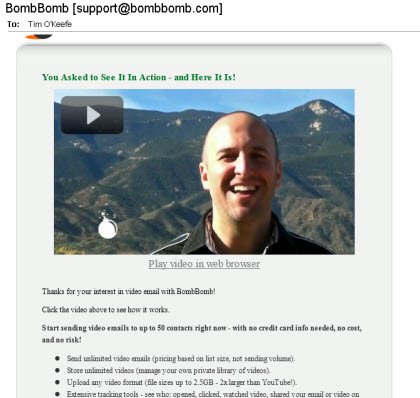 BombBomb [support@bombbomb.com]
To: Tim O'Keefe
You Asked to See It In Action - and Here It Is!
Play video in web browser
Thanks for your interest in video email with BombBomb!
Click the video above to see how it works.
Start sending video emails to up to 50 contacts right now - with no credit card info needed, no cost,
and no risk!
● Send unlimited video emails (pricing based on list size, not sending volume).
● Store unlimited videos (manage your own private library of videos).
● Upload any video format (file sizes up to 2.5GB - 2x larger than YouTube!).
● Extensive tracking tools - see who: opened, clicked, watched video, shared your email or video on